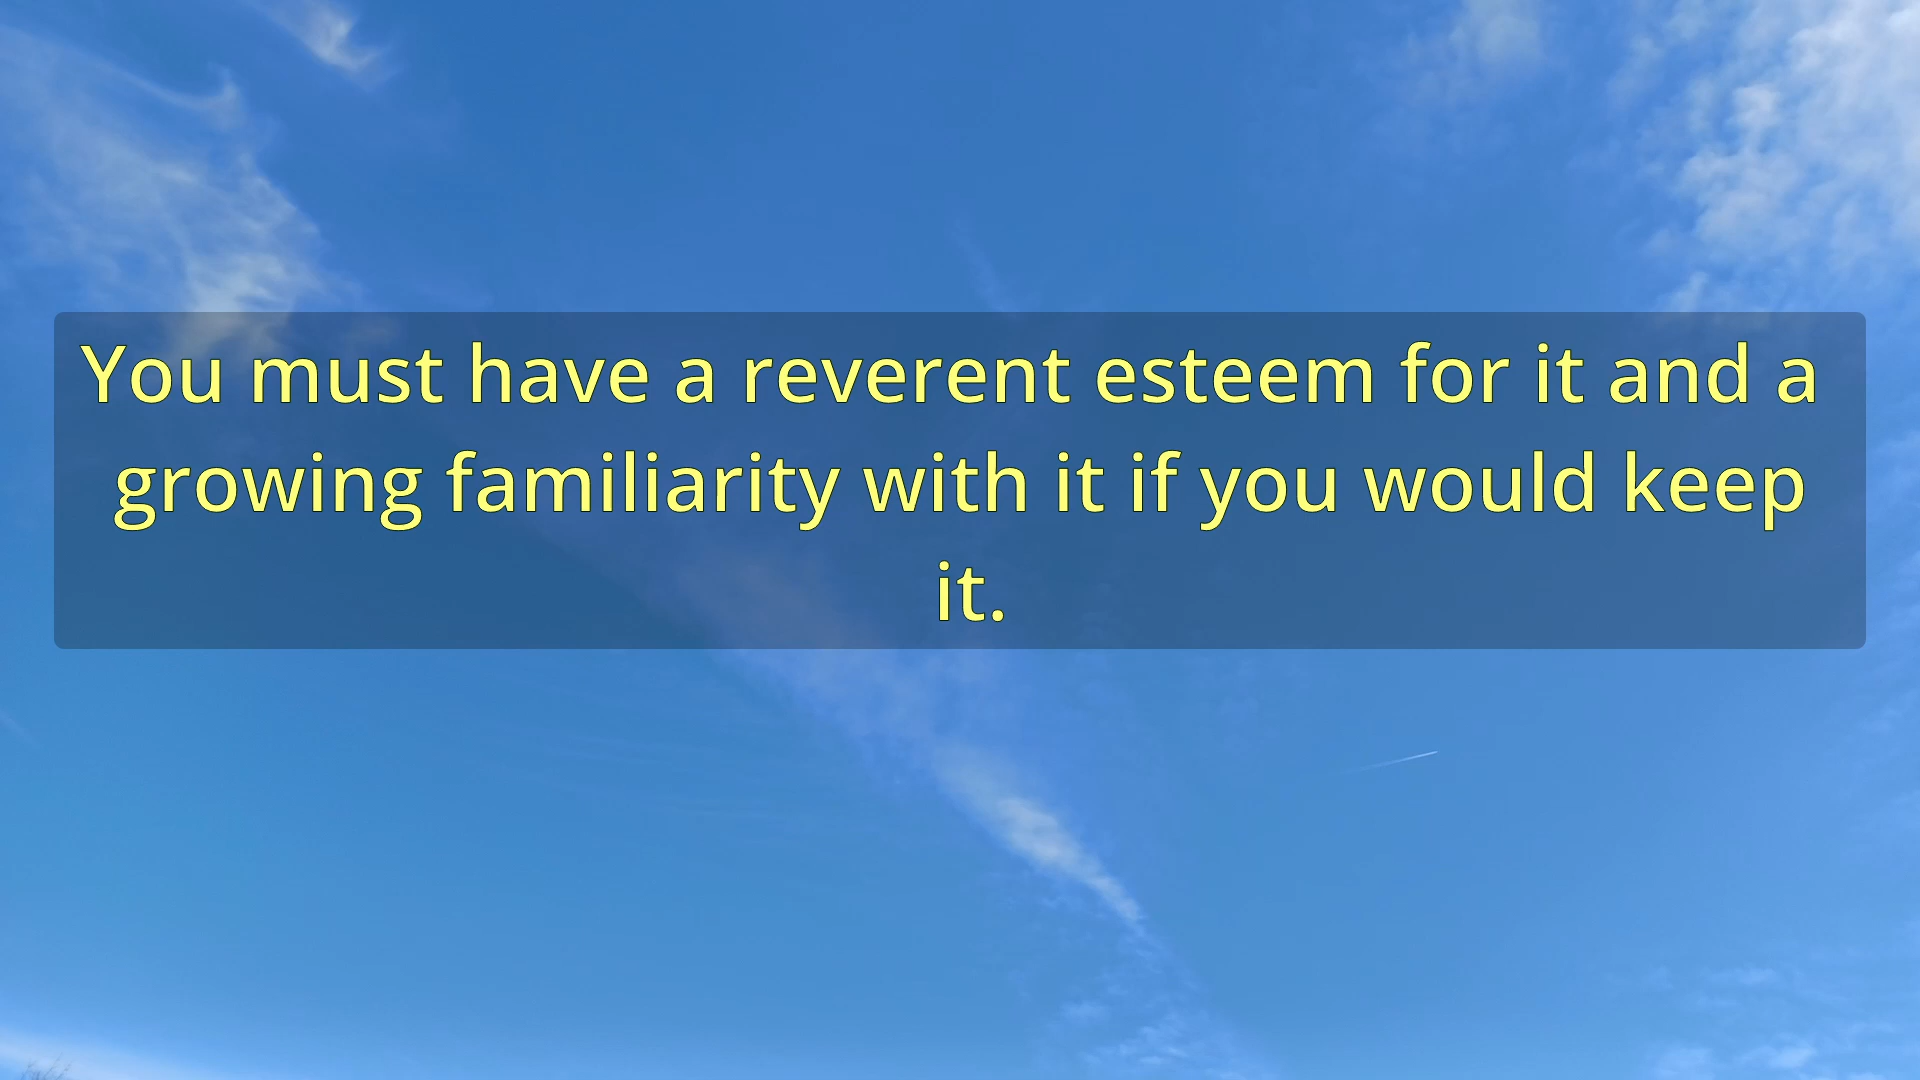 You must have a reverent esteem for it and a
growing familiarity with it if you would keep
it.